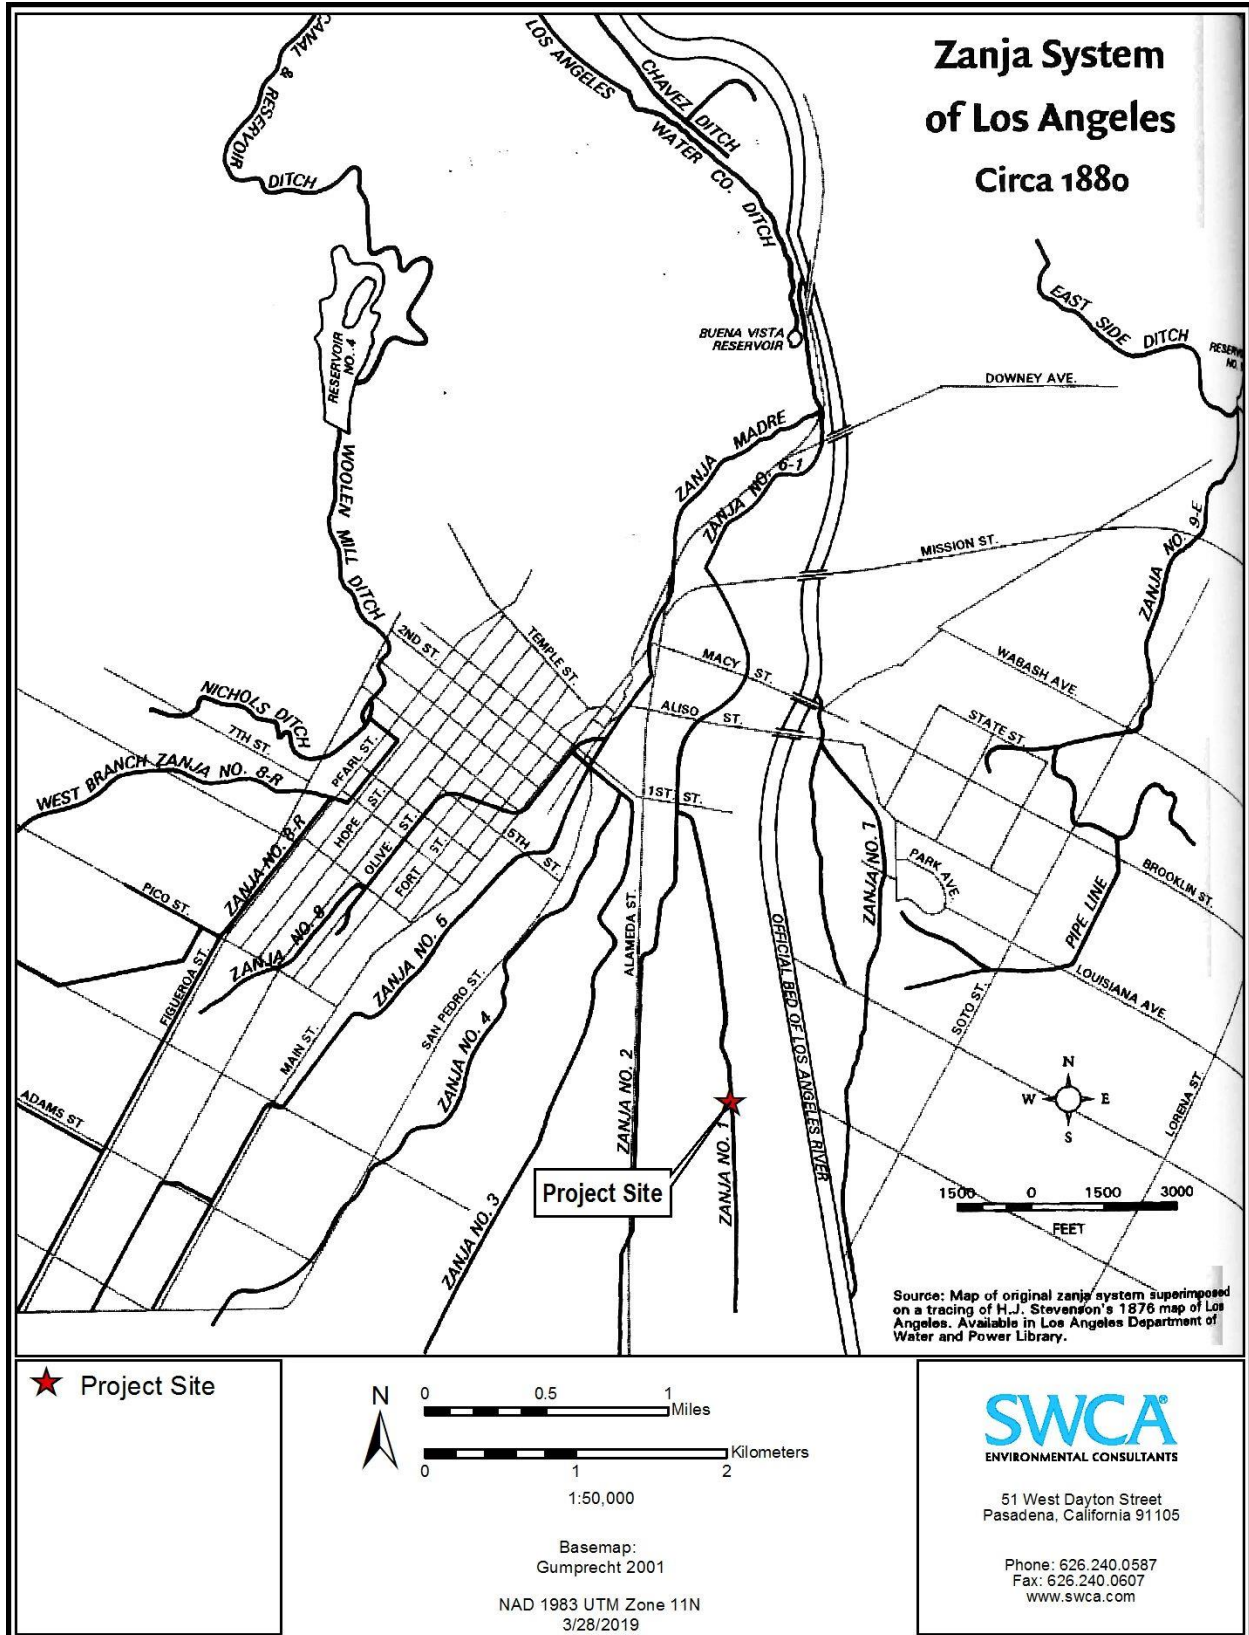 Zanja System
of Los Angeles
Circa 1880
CANAL & RESERVOIR
DITCH
LOS ANGELES
WATER CO. DITCH
CHAVEZ
DITCH
EAST SIDE DITCH
BUENA VISTA
RESERVOIR
RESERVOIR
NO. 4
DOWNEY AVE.
ZANJA MADRE
ZANJA NO. 6-1
WOOLEN MILL DITCH
MISSION ST.
ZANJA NO. 9-E
2ND ST.
TEMPLE ST.
MACY ST.
WABASH AVE.
NICHOLS DITCH
ALISO ST.
STATE ST.
7TH ST.
PEARL ST.
WEST BRANCH ZANJA NO. 8-R
1ST. ST.
HOPE ST.
OLIVE ST.
FORT ST.
5TH ST.
ZANJA NO. 8-R
PARK AVE.
BROOKLIN ST.
PICO ST.
ZANJA NO. 7
ZANJA NO. 8
ZANJA NO. 5
ALAMEDA ST.
OFFICIAL BED OF LOS ANGELES RIVER
PIPE LINE
FIGUEROA ST.
SAN PEDRO ST.
LOUISIANA AVE.
SOTO ST.
MAIN ST.
ZANJA NO. 4
ZANJA NO. 2
ADAMS ST
LORENA ST.
N
W E
S
ZANJA NO. 1
Project Site
ZANJA NO. 3
1500 0 1500 3000
FEET
Source: Map of original zanja system superimposed
on a tracing of H.J. Stevenson's 1876 map of Los
Angeles. Available in Los Angeles Department of
Water and Power Library.
Project Site
N
0 0.5 1
Miles
Kilometers
0 1 2
1:50,000
Basemap:
Gumprecht 2001
NAD 1983 UTM Zone 11N
3/28/2019
SWCA®
ENVIRONMENTAL CONSULTANTS
51 West Dayton Street
Pasadena, California 91105
Phone: 626.240.0587
Fax: 626.240.0607
www.swca.com